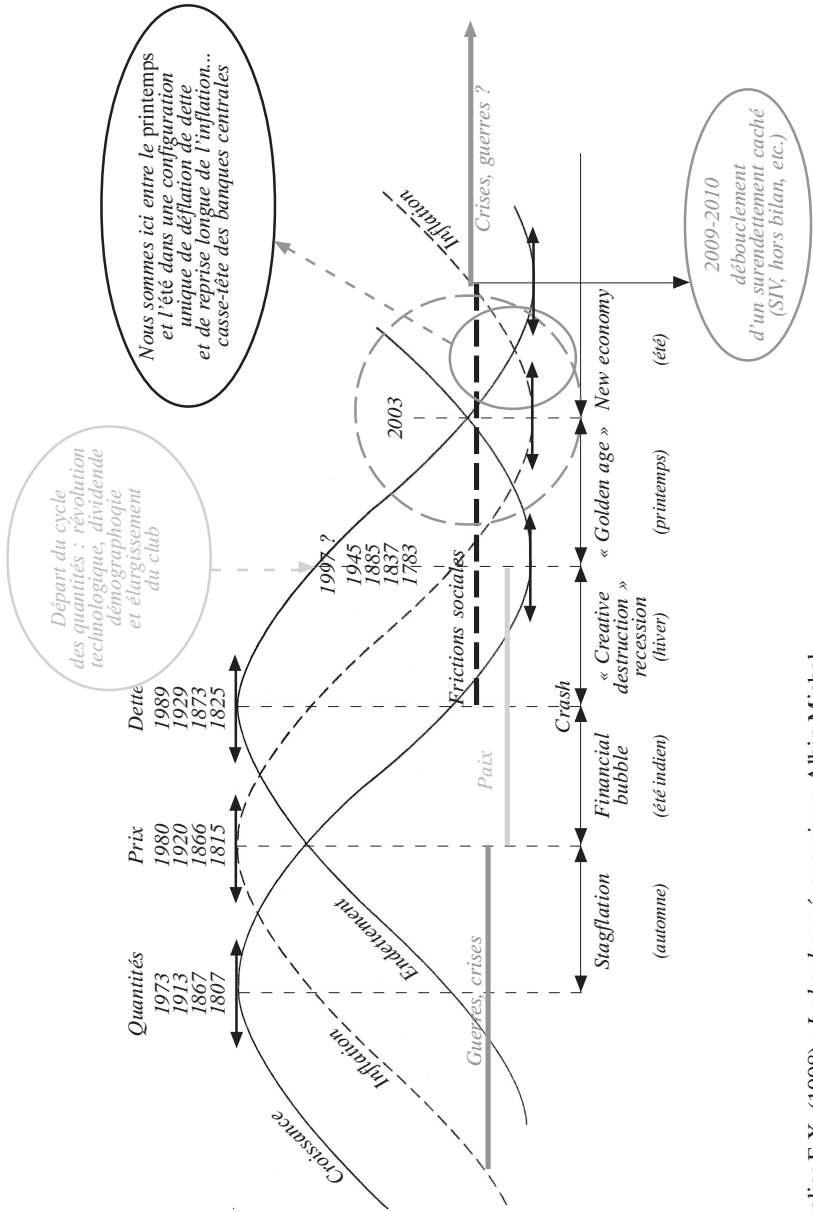 Départ du cycle
des quantités : révolution
technologique, dividende
démographoqie
et élargissement
du club
Nous sommes ici entre le printemps
et l'été dans une configuration
unique de déflation de dette
et de reprise longue de l'inflation...
casse-tête des banques centrales
Quantités
1973
1913
1867
1807
Prix
1980
1920
1866
1815
Dette
1989
1929
1873
1825
1997 ?
1945
1885
1837
1783
2003
Croissance
Inflation
Endettement
Inflation
Guerres, crises
Paix
Frictions sociales
Crises, guerres ?
Crash
Stagflation
(automne)
Financial
bubble
(été indien)
« Creative
destruction »
recession
(hiver)
« Golden age »
(printemps)
New economy
(été)
2009-2010
débouclement
d'un surendettement caché
(SIV, hors bilan, etc.)